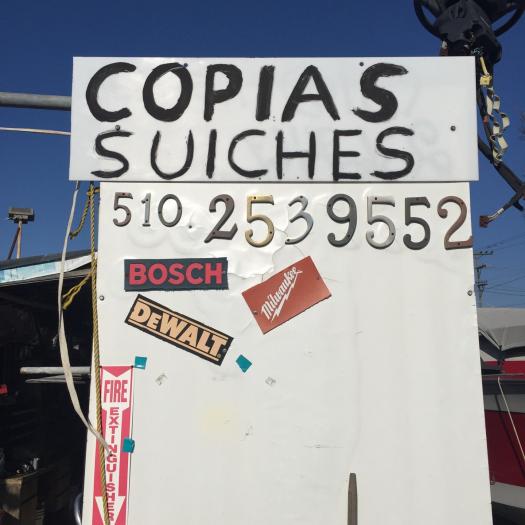 COPIAS
SUICHES
510.2539552
BOSCH
Milwaukee
DEWALT
FIRE
EXTINGUISHER